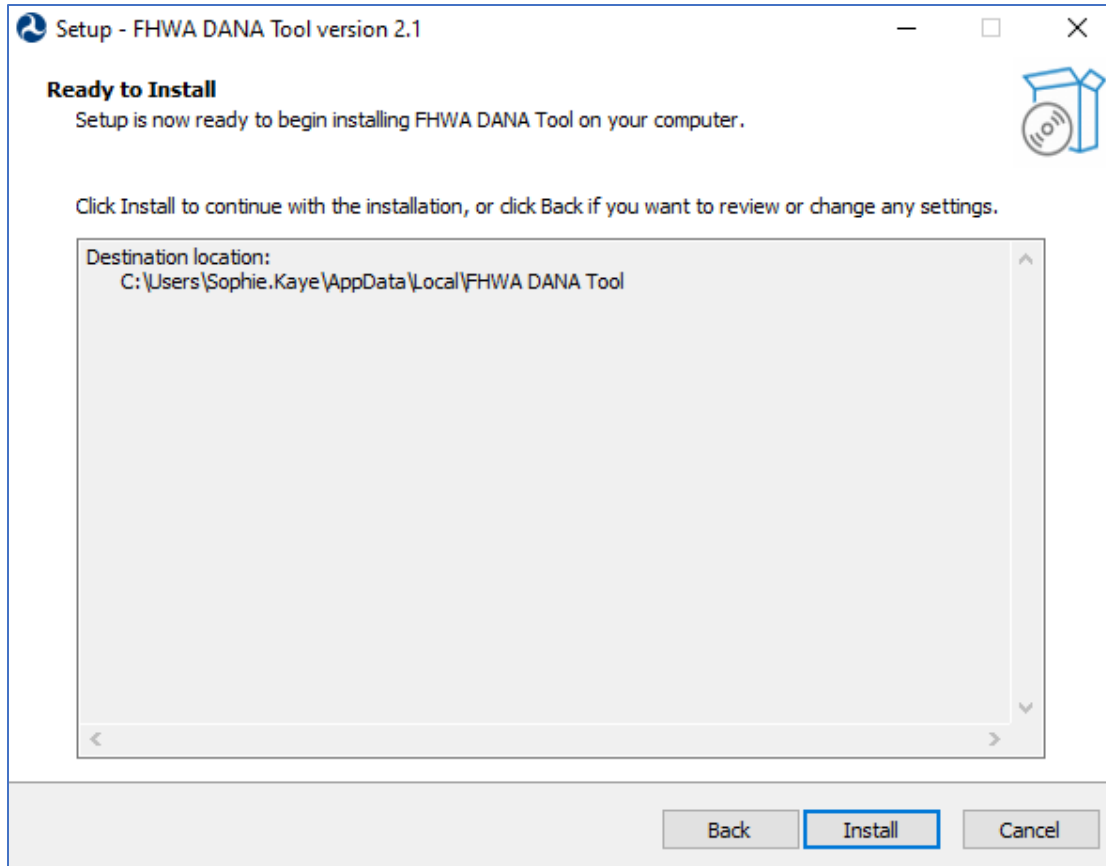 Setup - FHWA DANA Tool version 2.1
Ready to Install
Setup is now ready to begin installing FHWA DANA Tool on your computer.
Click Install to continue with the installation, or click Back if you want to review or change any settings.
Destination location:
C:\Users\Sophie.Kaye\AppData\Local\FHWA DANA Tool
Back Install Cancel